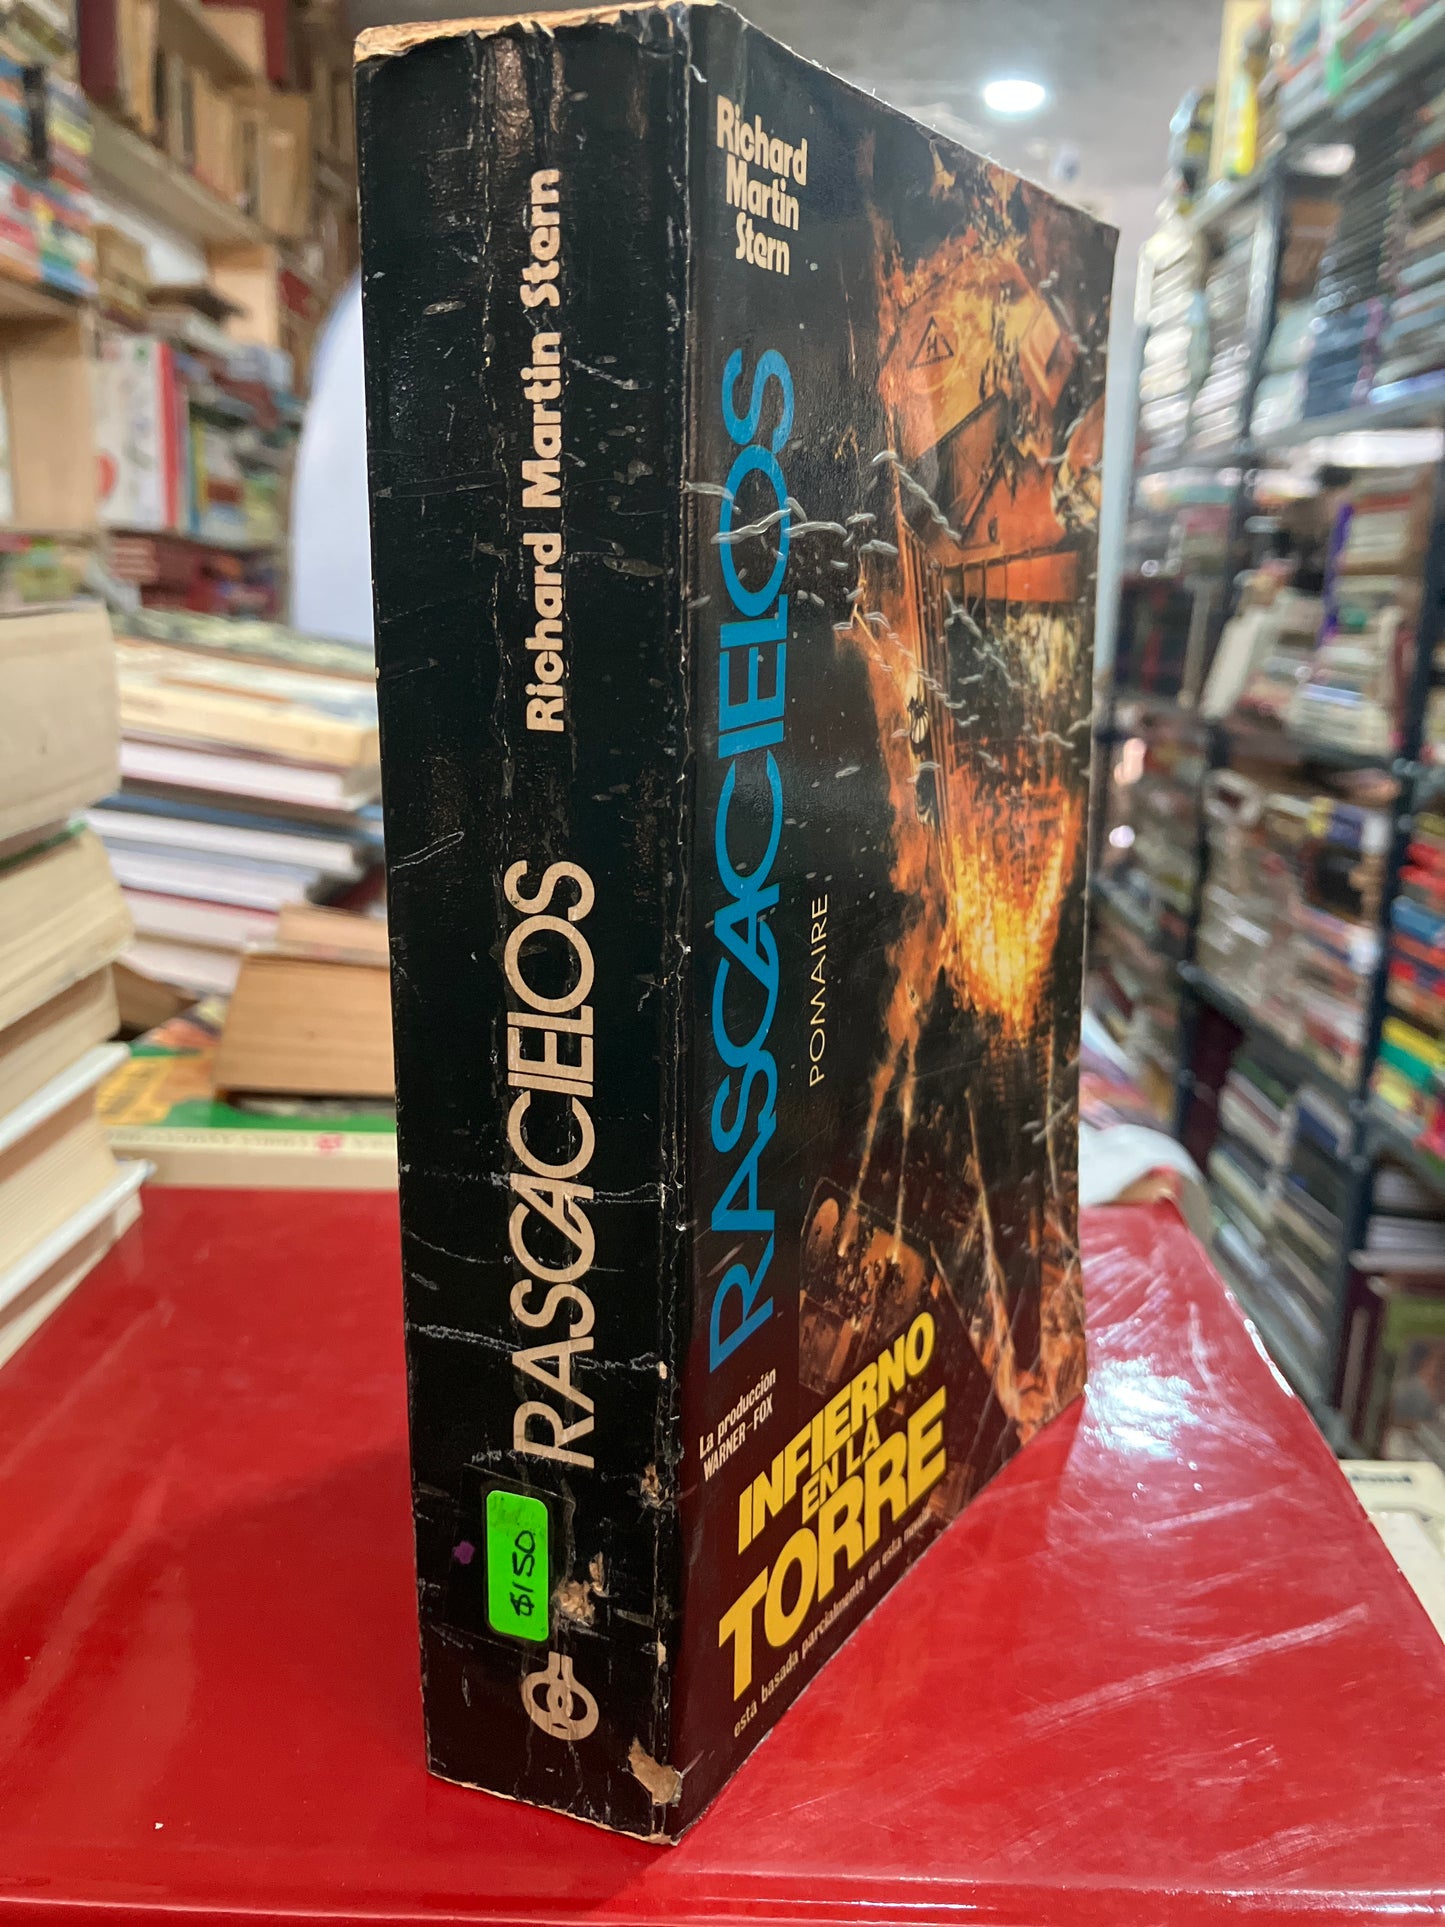 Richard Martin Stern
RASCACIELOS
$150
Richard
Martin
Stern
RASCACIELOS
POMAIRE
La producción
WARNER-FOX
INFIERNO
EN LA
TORRE
esta basada parcialmente en esta novela
H